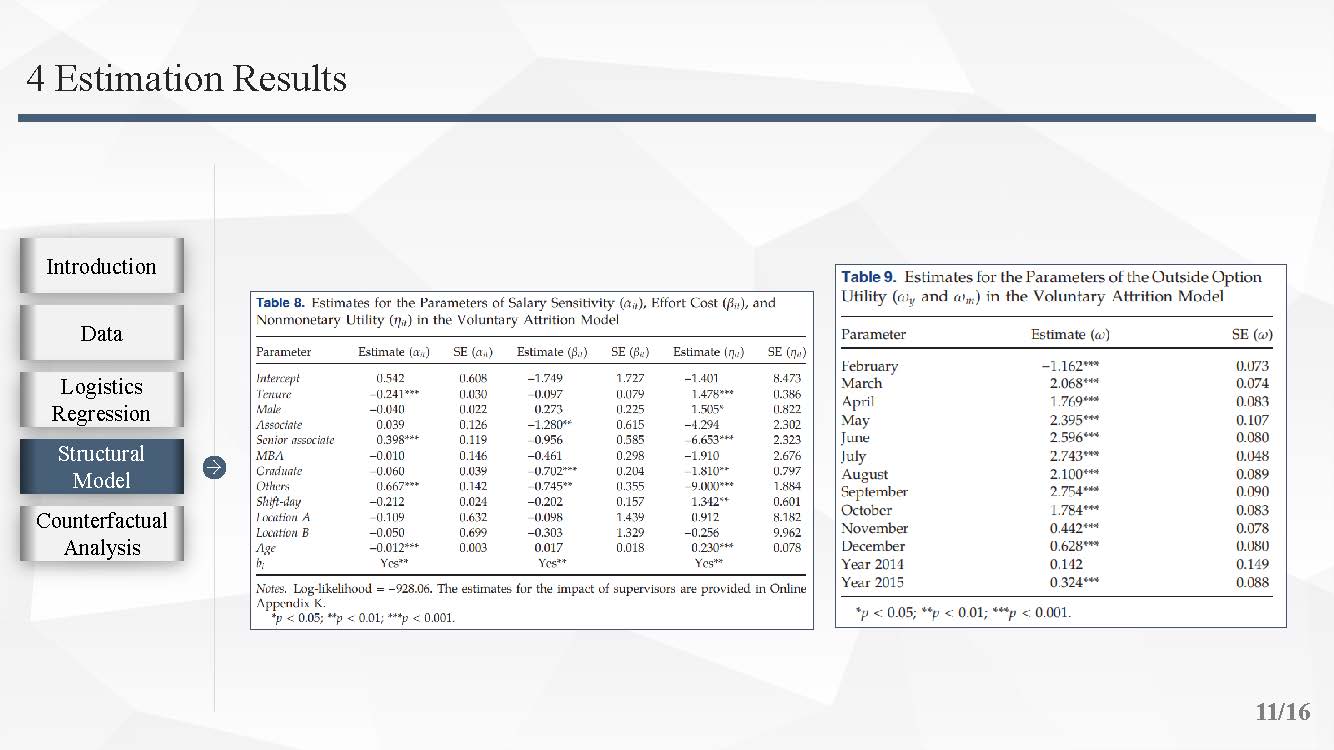 4 Estimation Results
Introduction
Data
Logistics
Regression
Structural
Model
Counterfactual
Analysis
Table 8. Estimates for the Parameters of Salary Sensitivity (αit), Effort Cost (βit), and
Nonmonetary Utility (ηit) in the Voluntary Attrition Model
Parameter Estimate (αit) SE (αit) Estimate (βit) SE (βit) Estimate (ηit) SE (ηit)
Intercept 0.542 0.608 −1.749 1.727 −1.401 8.473
Tenure −0.241*** 0.030 −0.097 0.079 1.478*** 0.386
Male −0.040 0.022 0.273 0.225 1.505* 0.822
Associate 0.039 0.126 −1.280** 0.615 −4.294 2.302
Senior associate 0.398*** 0.119 −0.956 0.585 −6.653*** 2.323
MBA −0.010 0.146 −0.461 0.298 −1.910 2.676
Graduate −0.060 0.039 −0.702*** 0.204 −1.810** 0.797
Others 0.667*** 0.142 −0.745** 0.355 −9.000*** 1.884
Shift-day −0.212 0.024 −0.202 0.157 1.342** 0.601
Location A −0.109 0.632 −0.098 1.439 0.912 8.182
Location B −0.050 0.699 −0.303 1.329 −0.256 9.962
Age −0.012*** 0.003 0.017 0.018 0.230*** 0.078
bi Yes** Yes** Yes**
Notes. Log-likelihood = −928.06. The estimates for the impact of supervisors are provided in Online
Appendix K.
*p < 0.05; **p < 0.01; ***p < 0.001.
Table 9. Estimates for the Parameters of the Outside Option
Utility (ωy and ωm) in the Voluntary Attrition Model
Parameter Estimate (ω) SE (ω)
February −1.162*** 0.073
March 2.068*** 0.074
April 1.769*** 0.083
May 2.395*** 0.107
June 2.596*** 0.080
July 2.743*** 0.048
August 2.100*** 0.089
September 2.754*** 0.090
October 1.784*** 0.083
November 0.442*** 0.078
December 0.628*** 0.080
Year 2014 0.142 0.149
Year 2015 0.324*** 0.088
*p < 0.05; **p < 0.01; ***p < 0.001.
11/16